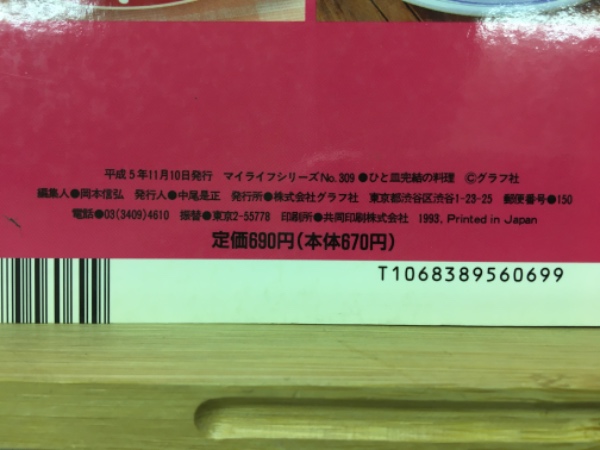 平成5年11月10日発行 マイライフシリーズNo.309 ●ひと皿完結の料理 Ⓒグラフ社
編集人●岡本信弘 発行人●中尾是正 発行所●株式会社グラフ社 東京都渋谷区渋谷1-23-25 郵便番号●150
電話●03(3409)4610 振替●東京2-55778 印刷所●共同印刷株式会社 1993, Printed in Japan
定価690円(本体670円)
T1068389560699